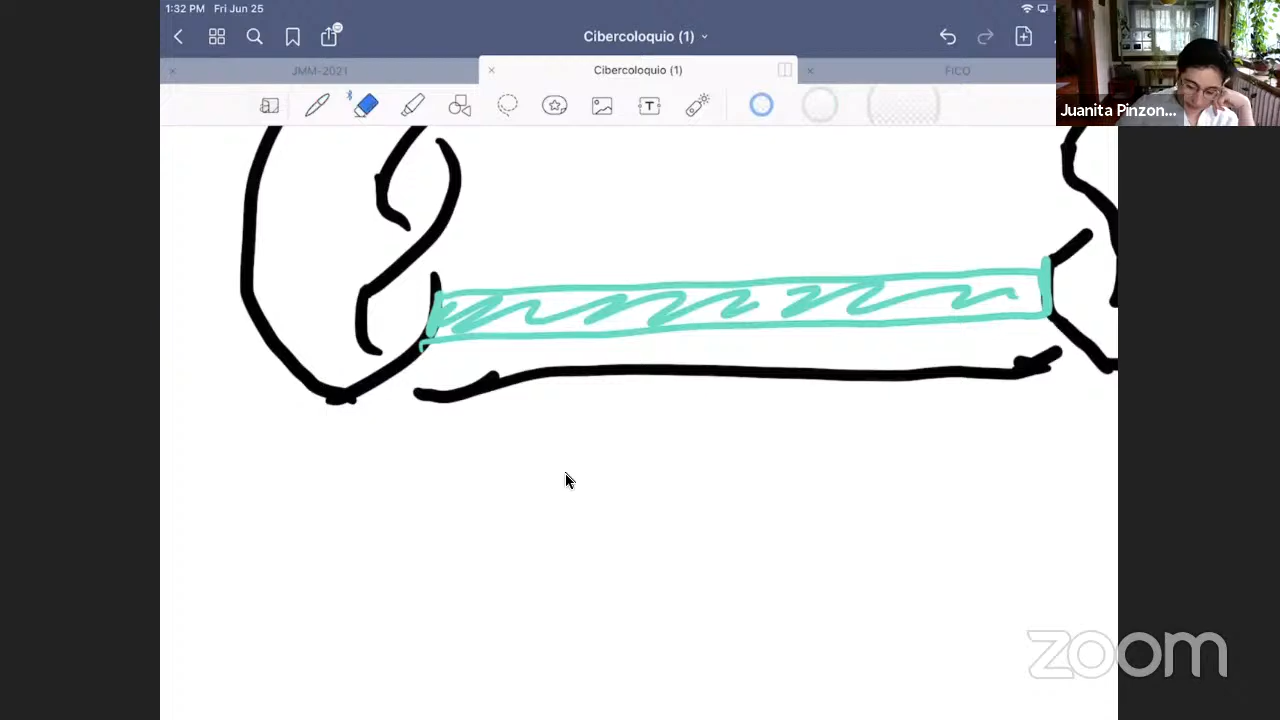 1:32 PM Fri Jun 25
Cibercoloquio (1)
JMM-2021
Cibercoloquio (1)
FICO
T
Juanita Pinzon...
zoom